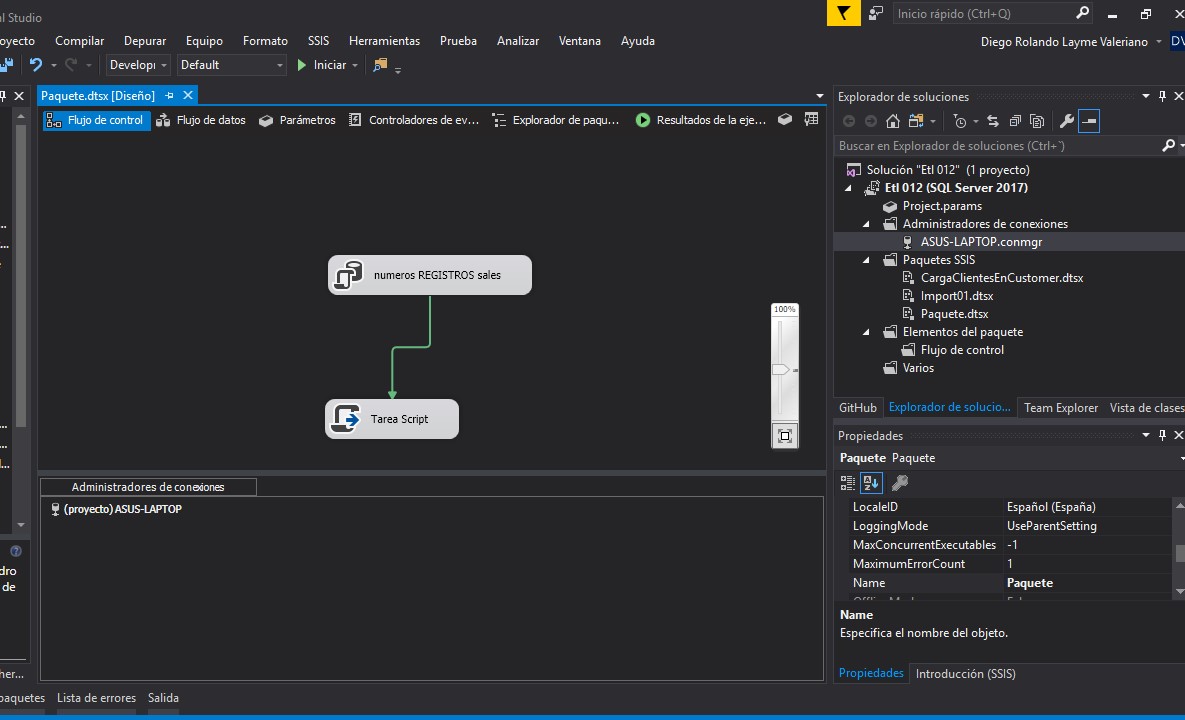 al Studio
Inicio rápido (Ctrl+Q)
oyecto Compilar Depurar Equipo Formato SSIS Herramientas Prueba Analizar Ventana Ayuda
Diego Rolando Layme Valeriano DV
Developi Default Iniciar
Paquete.dtsx [Diseño]
Flujo de control Flujo de datos Parámetros Controladores de ev... Explorador de paqu... Resultados de la eje...
numeros REGISTROS sales
100%
Tarea Script
Administradores de conexiones
(proyecto) ASUS-LAPTOP
dro
de
her...
paquetes Lista de errores Salida
Explorador de soluciones
Buscar en Explorador de soluciones (Ctrl+¨)
Solución "Etl 012" (1 proyecto)
Etl 012 (SQL Server 2017)
Project.params
Administradores de conexiones
ASUS-LAPTOP.conmgr
Paquetes SSIS
CargaClientesEnCustomer.dtsx
Import01.dtsx
Paquete.dtsx
Elementos del paquete
Flujo de control
Varios
GitHub Explorador de solucio... Team Explorer Vista de clases
Propiedades
Paquete Paquete
LocaleID Español (España)
LoggingMode UseParentSetting
MaxConcurrentExecutables -1
MaximumErrorCount 1
Name Paquete
Name
Especifica el nombre del objeto.
Propiedades Introducción (SSIS)